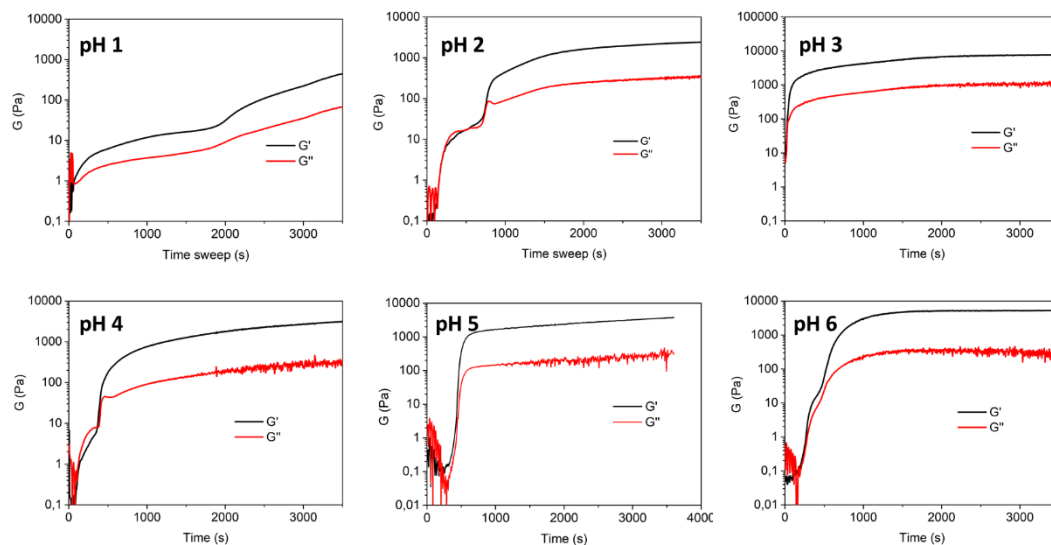 pH 1
10000
1000
100
10
1
0,1
G (Pa)
G'
G"
0 1000 2000 3000
Time sweep (s)
pH 2
10000
1000
100
10
1
0,1
G (Pa)
G'
G"
0 1000 2000 3000
Time sweep (s)
pH 3
100000
10000
1000
100
10
1
0,1
G (Pa)
G'
G"
0 1000 2000 3000
Time (s)
pH 4
10000
1000
100
10
1
0,1
G (Pa)
G'
G"
0 1000 2000 3000
Time (s)
pH 5
10000
1000
100
10
1
0,1
0,01
G (Pa)
G'
G"
0 1000 2000 3000 4000
Time (s)
pH 6
10000
1000
100
10
1
0,1
0,01
G (Pa)
G'
G"
0 1000 2000 3000
Time (s)